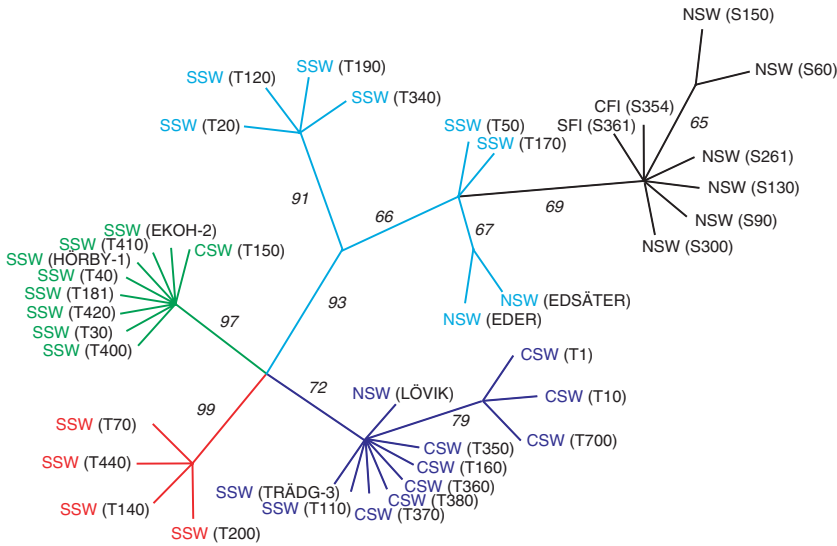 NSW (S150)
NSW (S60)
SSW (T190)
SSW (T120)
SSW (T340)
CFI (S354)
SSW (T20)
SSW (T50)
SFI (S361)
65
SSW (T170)
NSW (S261)
NSW (S130)
91
66
69
NSW (S90)
67
NSW (S300)
SSW (EKOH-2)
SSW (T410)
CSW (T150)
SSW (HÖRBY-1)
SSW (T40)
SSW (T181)
NSW (EDSÄTER)
93
SSW (T420)
NSW (EDER)
97
SSW (T30)
SSW (T400)
CSW (T1)
72
NSW (LÖVIK)
CSW (T10)
99
79
SSW (T70)
CSW (T700)
CSW (T350)
SSW (T440)
CSW (T160)
CSW (T360)
SSW (TRÄDG-3)
CSW (T380)
SSW (T140)
SSW (T110)
CSW (T370)
SSW (T200)